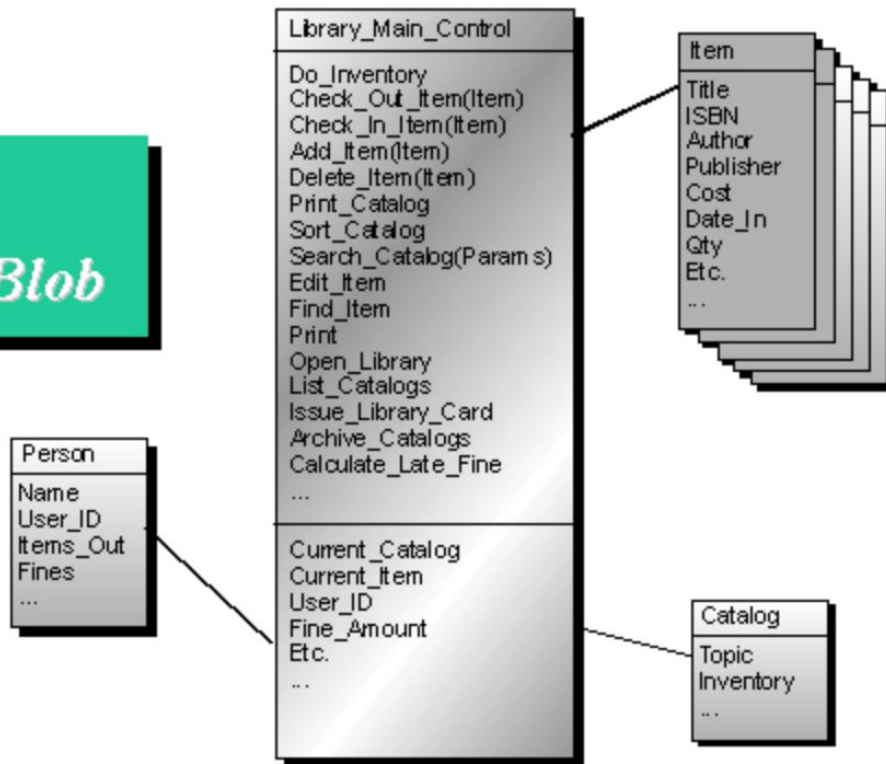 Blob
Library_Main_Control
Do_Inventory
Check_Out_Item(Item)
Check_In_Item(Item)
Add_Item(Item)
Delete_Item(Item)
Print_Catalog
Sort_Catalog
Search_Catalog(Params)
Edit_Item
Find_Item
Print
Open_Library
List_Catalogs
Issue_Library_Card
Archive_Catalogs
Calculate_Late_Fine
...
Current_Catalog
Current_Item
User_ID
Fine_Amount
Etc.
...
Item
Title
ISBN
Author
Publisher
Cost
Date_In
Qty
Etc.
...
Person
Name
User_ID
Items_Out
Fines
...
Catalog
Topic
Inventory
...